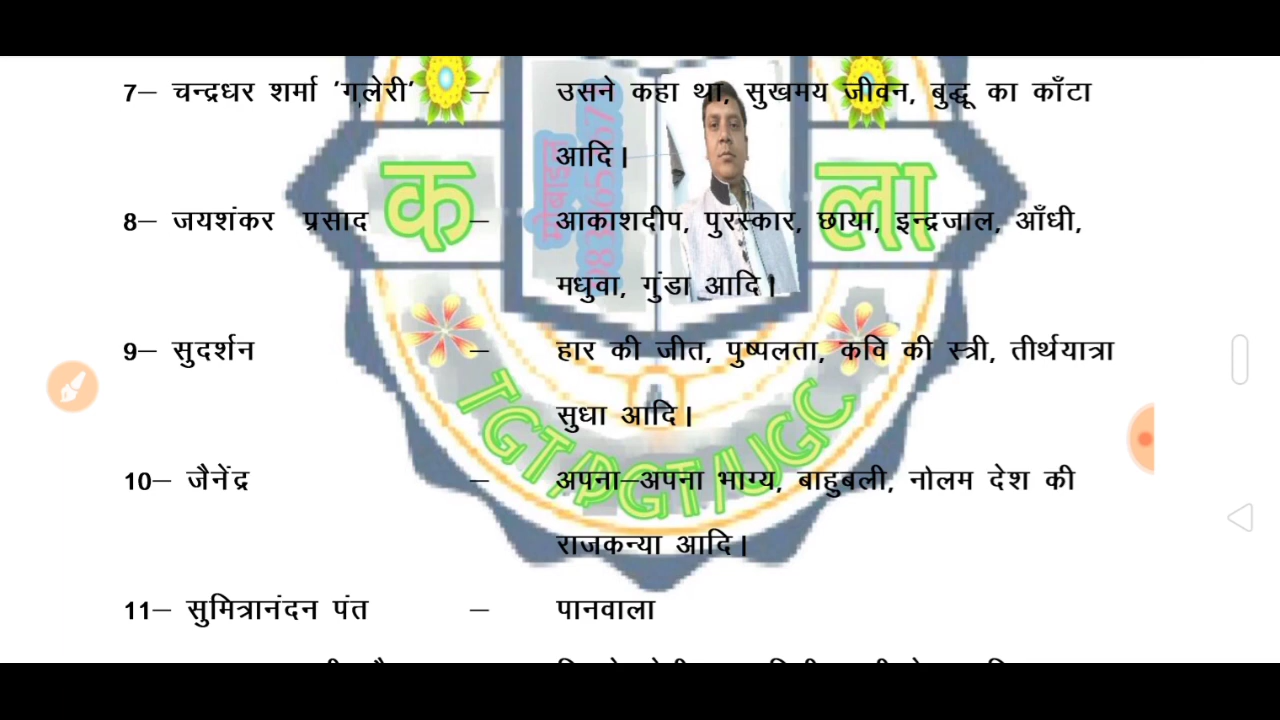 7– चन्द्रधर शर्मा 'गुलेरी' – उसने कहा था, सुखमय जीवन, बुद्धू का काँटा
आदि।
8– जयशंकर प्रसाद – आकाशदीप, पुरस्कार, छाया, इन्द्रजाल, आँधी,
मधुवा, गुंडा आदि।
9– सुदर्शन – हार की जीत, पुष्पलता, कवि की स्त्री, तीर्थयात्रा
सुधा आदि।
10– जैनेंद्र – अपना–अपना भाग्य, बाहुबली, नोलम देश की
राजकन्या आदि।
11– सुमित्रानंदन पंत – पानवाला
क
ला
मोबाइल
TGT/PGT/UGC